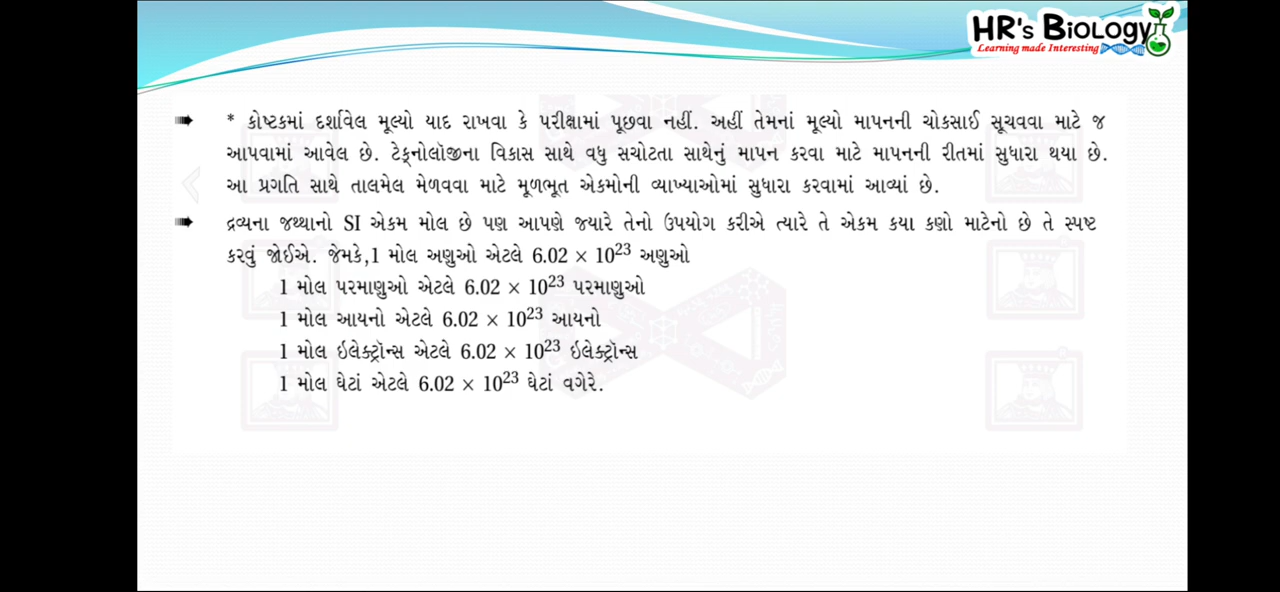 HR's Biology
Learning made Interesting
* કોષ્ટકમાં દર્શાવેલ મૂલ્યો યાદ રાખવા કે પરીક્ષામાં પૂછવા નહીં. અહીં તેમનાં મૂલ્યો માપનની ચોકસાઈ સૂચવવા માટે જ
આપવામાં આવેલ છે. ટેક્નોલૉજીના વિકાસ સાથે વધુ સચોટતા સાથેનું માપન કરવા માટે માપનની રીતમાં સુધારા થયા છે.
આ પ્રગતિ સાથે તાલમેલ મેળવવા માટે મૂળભૂત એકમોની વ્યાખ્યાઓમાં સુધારા કરવામાં આવ્યાં છે.
દ્રવ્યના જથ્થાનો SI એકમ મોલ છે પણ આપણે જ્યારે તેનો ઉપયોગ કરીએ ત્યારે તે એકમ કયા કણો માટેનો છે તે સ્પષ્ટ
કરવું જોઈએ. જેમકે,1 મોલ અણુઓ એટલે 6.02 × 10²³ અણુઓ
1 મોલ પરમાણુઓ એટલે 6.02 × 10²³ પરમાણુઓ
1 મોલ આયનો એટલે 6.02 × 10²³ આયનો
1 મોલ ઇલેક્ટ્રૉન્સ એટલે 6.02 × 10²³ ઇલેક્ટ્રૉન્સ
1 મોલ ઘેટાં એટલે 6.02 × 10²³ ઘેટાં વગેરે.